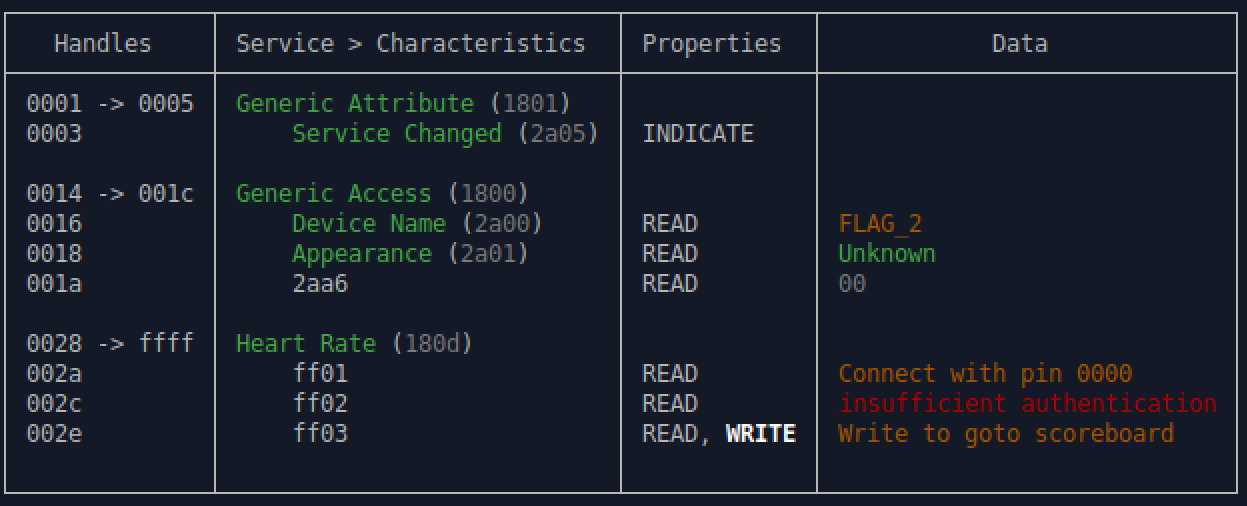 Handles Service > Characteristics Properties Data
0001 -> 0005 Generic Attribute (1801)
0003 Service Changed (2a05) INDICATE
0014 -> 001c Generic Access (1800)
0016 Device Name (2a00) READ FLAG_2
0018 Appearance (2a01) READ Unknown
001a 2aa6 READ 00
0028 -> ffff Heart Rate (180d)
002a ff01 READ Connect with pin 0000
002c ff02 READ insufficient authentication
002e ff03 READ, WRITE Write to goto scoreboard